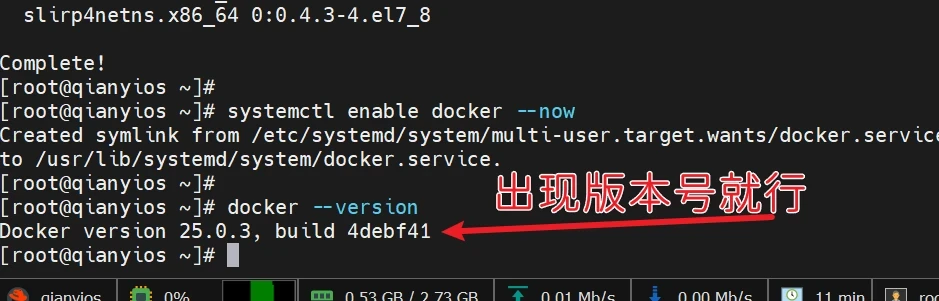 slirp4netns.x86_64 0:0.4.3-4.el7_8
Complete!
[root@qianyios ~]#
[root@qianyios ~]# systemctl enable docker --now
Created symlink from /etc/systemd/system/multi-user.target.wants/docker.service
to /usr/lib/systemd/system/docker.service.
[root@qianyios ~]#
[root@qianyios ~]# docker --version
出现版本号就行
Docker version 25.0.3, build 4debf41
[root@qianyios ~]#
qianyios 0% 0.53 GB / 2.73 GB 0.01 Mb/s 0.00 Mb/s 11 min